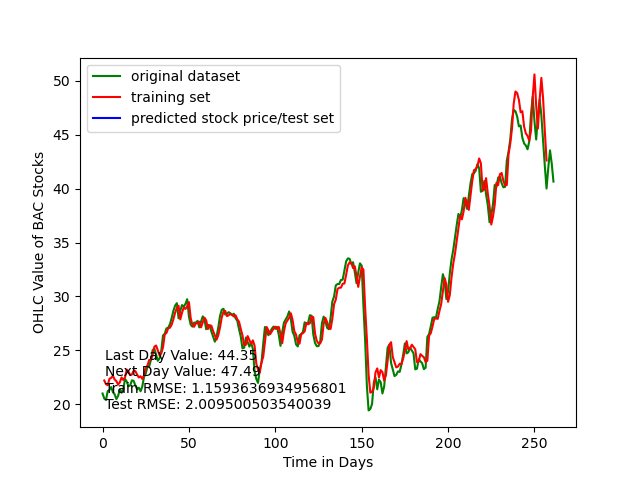 original dataset
training set
predicted stock price/test set
OHLC Value of BAC Stocks
50
45
40
35
30
25
20
Last Day Value: 44.35
Next Day Value: 47.49
Train RMSE: 1.1593636934956801
Test RMSE: 2.009500503540039
0 50 100 150 200 250
Time in Days